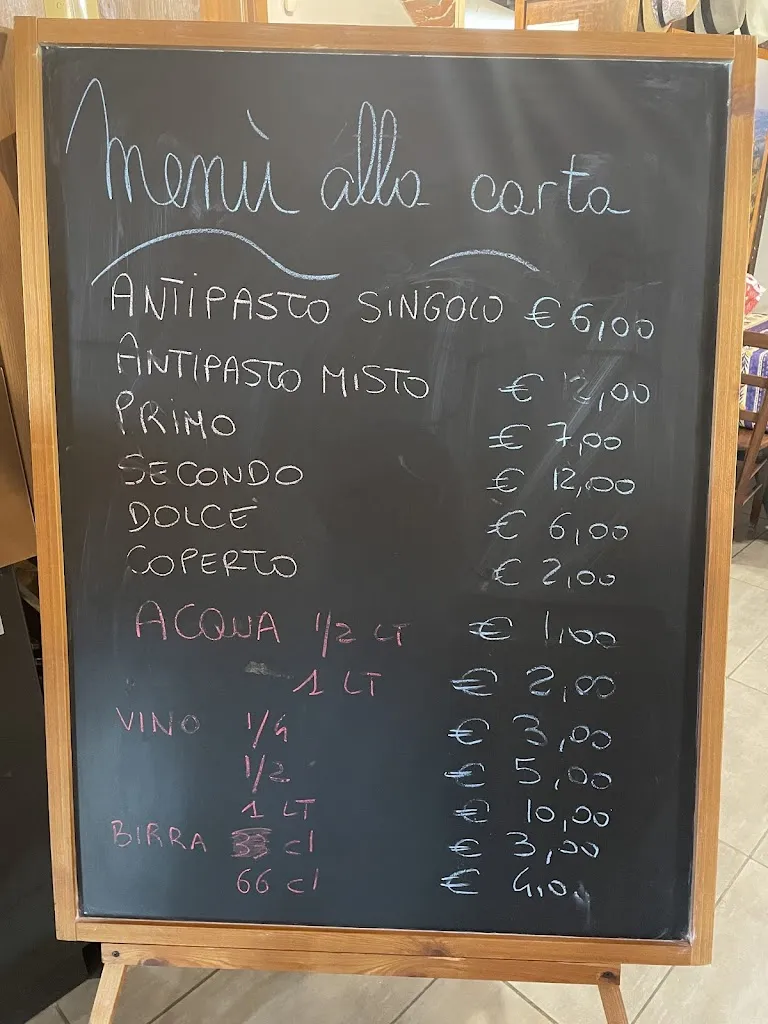 Menù alla carta
ANTIPASTO SINGOLO € 6,00
ANTIPASTO MISTO € 12,00
PRIMO € 7,00
SECONDO € 12,00
DOLCE € 6,00
COPERTO € 2,00
ACQUA 1/2 LT € 1,00
1 LT € 2,00
VINO 1/4 € 3,00
1/2 € 5,00
1 LT € 10,00
BIRRA 33 cl € 3,00
66 cl € 4,0